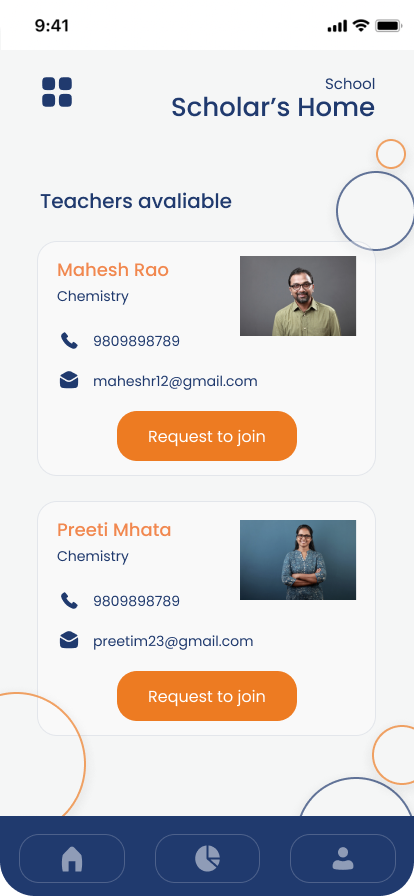 9:41
School
Scholar's Home
Teachers avaliable
Mahesh Rao
Chemistry
9809898789
maheshr12@gmail.com
Request to join
Preeti Mhata
Chemistry
9809898789
preetim23@gmail.com
Request to join